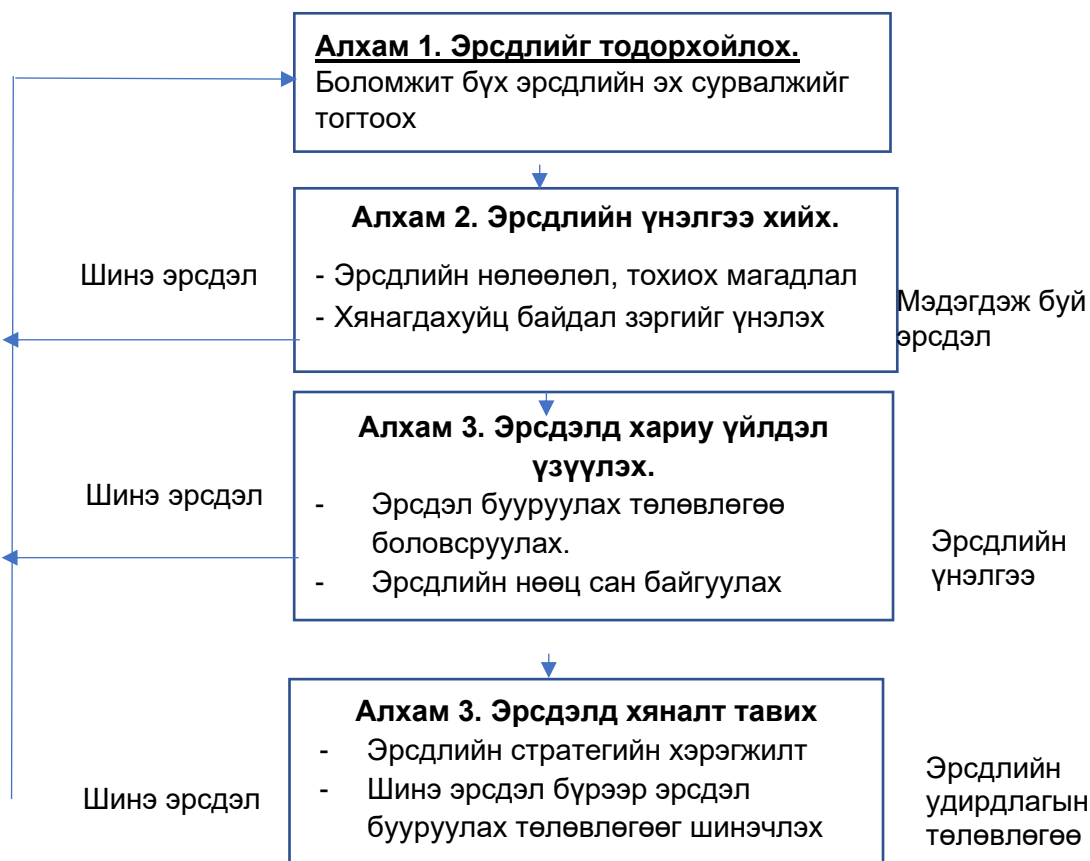 Алхам 1. Эрсдлийг тодорхойлох.
Боломжит бүх эрсдлийн эх сурвалжийг
тогтоох
Алхам 2. Эрсдлийн үнэлгээ хийх.
Шинэ эрсдэл
- Эрсдлийн нөлөөлөл, тохиох магадлал
- Хянагдахуйц байдал зэргийг үнэлэх
Мэдэгдэж буй
эрсдэл
Алхам 3. Эрсдэлд хариу үйлдэл
үзүүлэх.
Шинэ эрсдэл
- Эрсдэл бууруулах төлөвлөгөө
боловсруулах.
- Эрсдлийн нөөц сан байгуулах
Эрсдлийн
үнэлгээ
Алхам 3. Эрсдэлд хяналт тавих
- Эрсдлийн стратегийн хэрэгжилт
- Шинэ эрсдэл бүрээр эрсдэл
бууруулах төлөвлөгөөг шинэчлэх
Шинэ эрсдэл
Эрсдлийн
удирдлагын
төлөвлөгөө